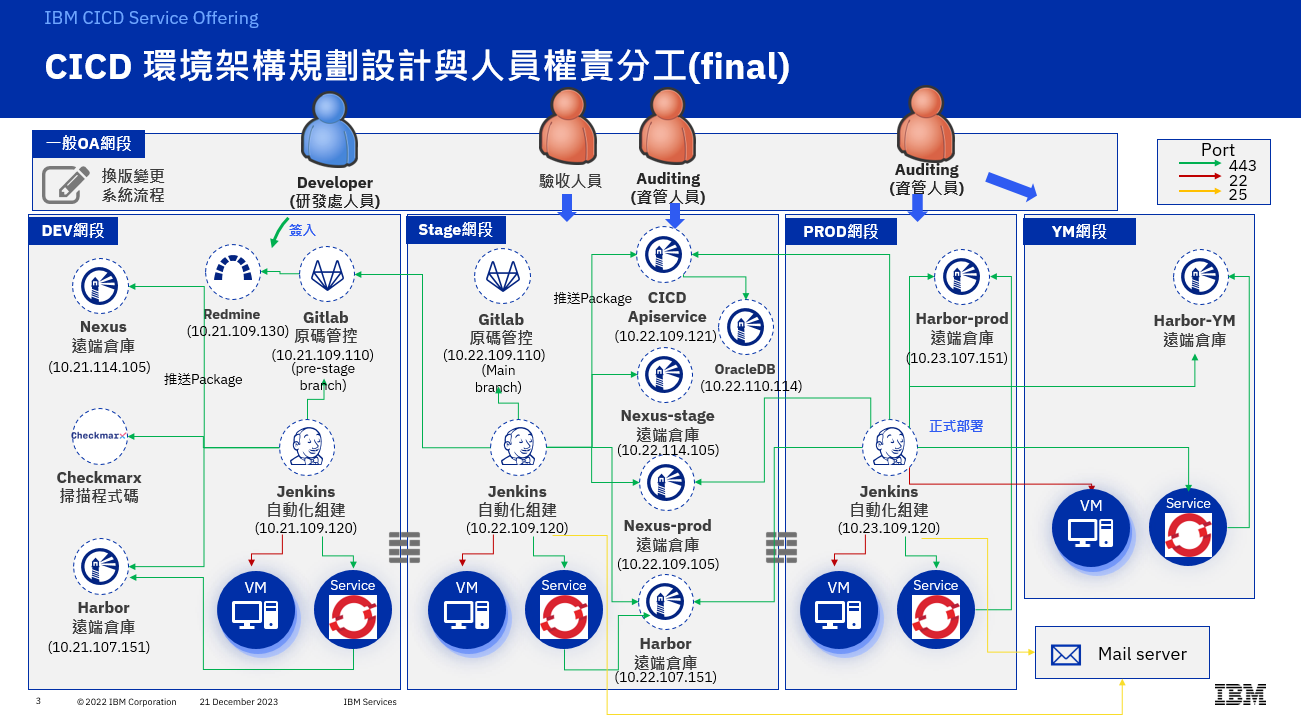 IBM CICD Service Offering
CICD 環境架構規劃設計與人員權責分工(final)
一般OA網段
換版變更
系統流程
Developer
(研發處人員)
驗收人員
Auditing
(資管人員)
Auditing
(資管人員)
Port
443
22
25
DEV網段
簽入
Nexus
遠端倉庫
(10.21.114.105)
Redmine
(10.21.109.130)
Gitlab
原碼管控
(10.21.109.110)
(pre-stage
branch)
推送Package
Checkmarx
Checkmarx
掃描程式碼
Jenkins
自動化組建
(10.21.109.120)
Harbor
遠端倉庫
(10.21.107.151)
VM
Service
Stage網段
Gitlab
原碼管控
(10.22.109.110)
(Main
branch)
推送Package
CICD
Apiservice
(10.22.109.121)
OracleDB
(10.22.110.114)
Nexus-stage
遠端倉庫
(10.22.114.105)
Jenkins
自動化組建
(10.22.109.120)
Nexus-prod
遠端倉庫
(10.22.109.105)
VM
Service
Harbor
遠端倉庫
(10.22.107.151)
PROD網段
Harbor-prod
遠端倉庫
(10.23.107.151)
正式部署
Jenkins
自動化組建
(10.23.109.120)
VM
Service
YM網段
Harbor-YM
遠端倉庫
VM
Service
Mail server
3
© 2022 IBM Corporation
21 December 2023
IBM Services
IBM